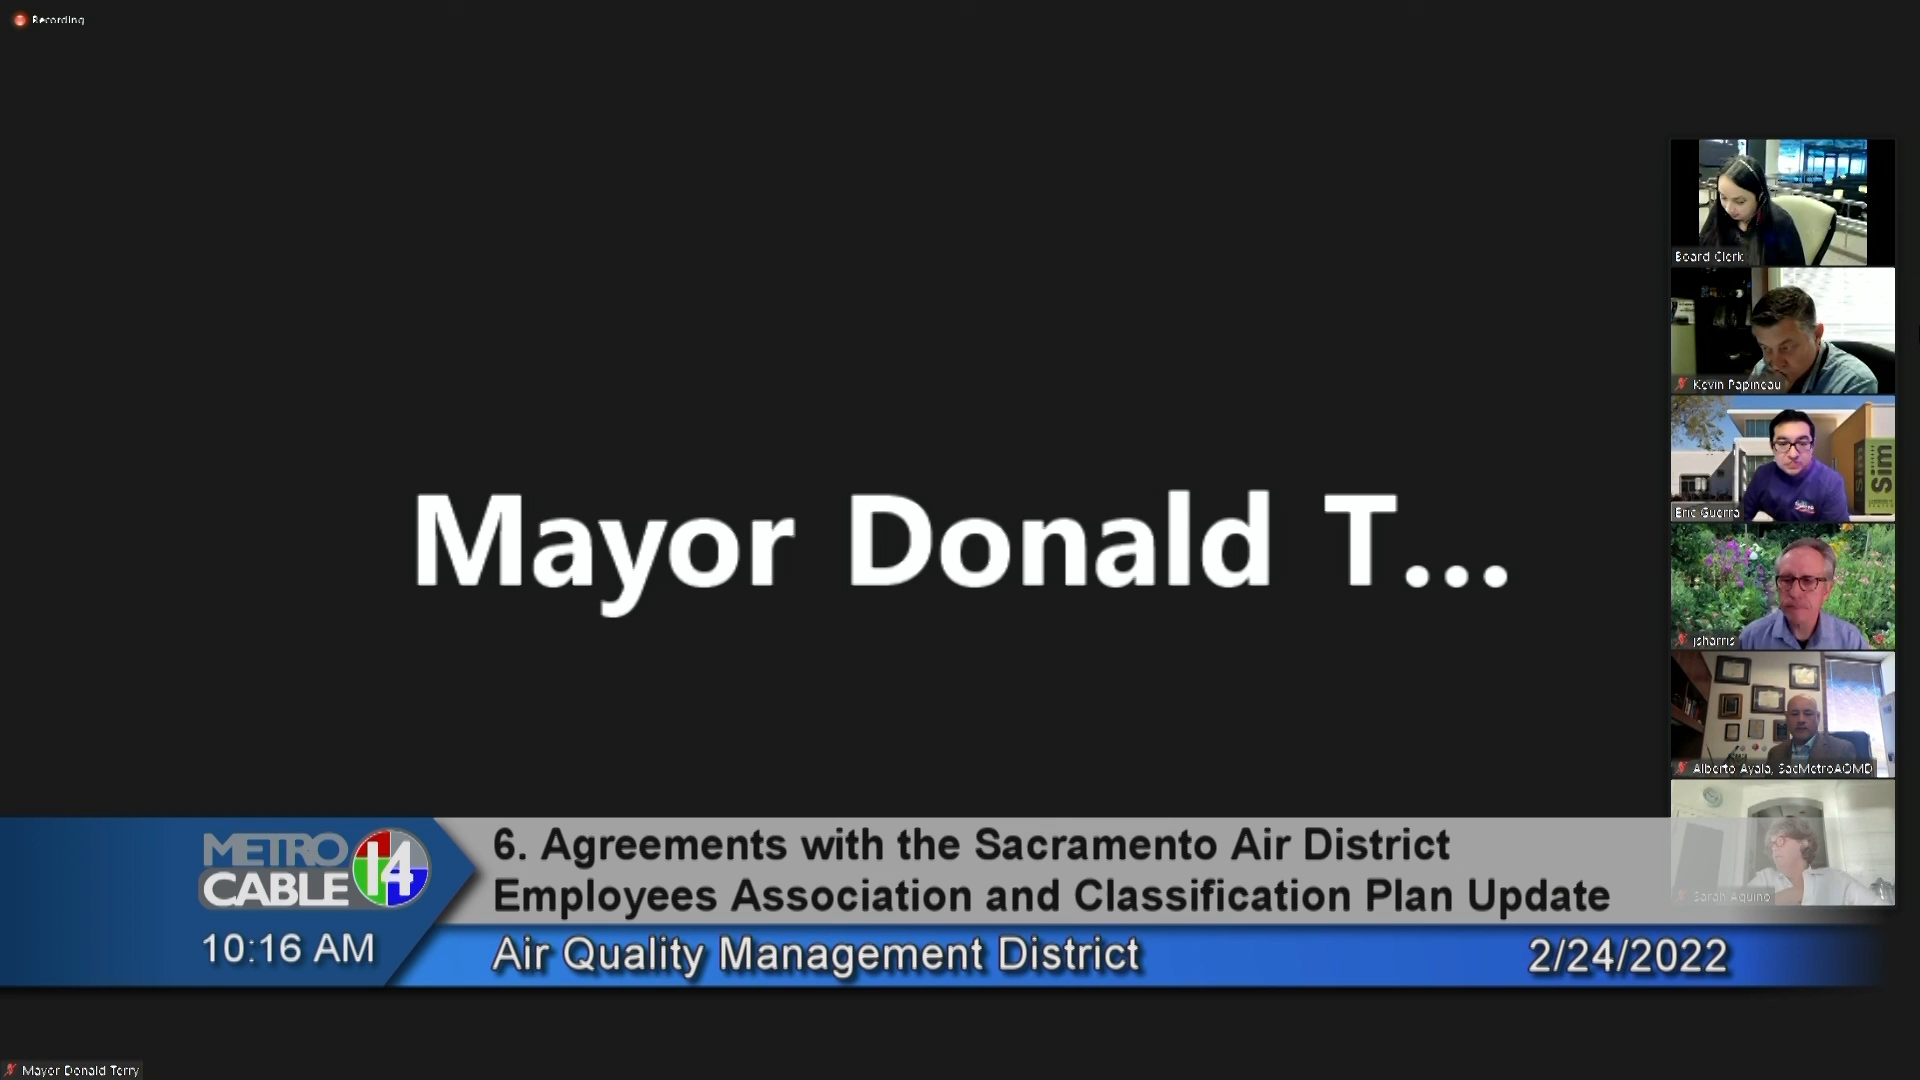 Recording
Board Clerk
Kevin Papineau
Sim
Eric Guerra
Mayor Donald T...
jsharris
Alberto Ayala, SacMetroAQMD
Sarah Aquino
METRO
CABLE 14
10:16 AM
6. Agreements with the Sacramento Air District
Employees Association and Classification Plan Update
Air Quality Management District
2/24/2022
Mayor Donald Terry